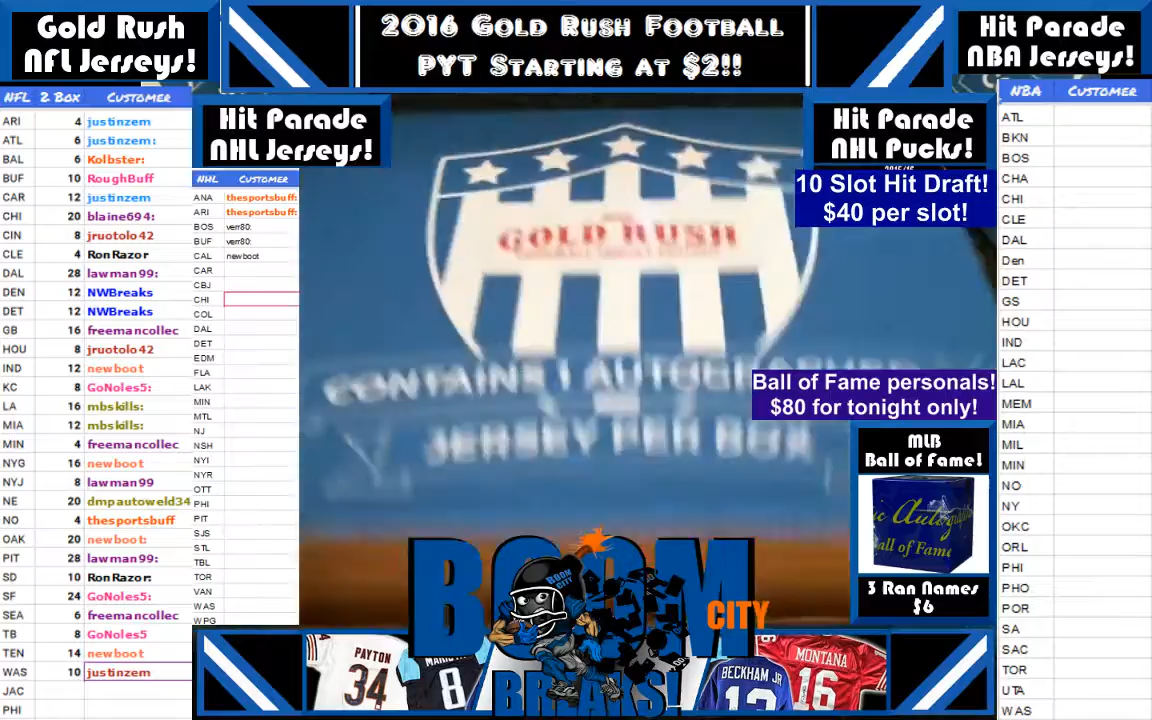 Gold Rush
NFL Jerseys!
2016 Gold Rush Football
PYT Starting at $2!!
Hit Parade
NBA Jerseys!
NFL 2 Box Customer
ARI 4 justinzem
ATL 6 justinzem:
BAL 6 Kolbster:
BUF 10 RoughBuff
CAR 12 justinzem
CHI 20 blaine694:
CIN 8 jruotolo42
CLE 4 RonRazor
DAL 28 lawman99:
DEN 12 NWBreaks
DET 12 NWBreaks
GB 16 freemancollec
HOU 8 jruotolo42
IND 12 newboot
KC 8 GoNoles5:
LA 16 mbskills:
MIA 12 mbskills:
MIN 4 freemancollec
NYG 16 newboot
NYJ 8 lawman99
NE 20 dmpautoweld34
NO 4 thesportsbuff
OAK 20 newboot:
PIT 28 lawman99:
SD 10 RonRazor:
SF 24 GoNoles5:
SEA 6 freemancollec
TB 8 GoNoles5
TEN 14 newboot
WAS 10 justinzem
JAC
PHI
Hit Parade
NHL Jerseys!
NHL Customer
ANA thesportsbuff:
ARI thesportsbuff:
BOS verr80:
BUF verr80:
CAL newboot
CAR
CBJ
CHI
COL
DAL
DET
EDM
FLA
LAK
MIN
MTL
NJ
NSH
NYI
NYR
OTT
PHI
PIT
SJS
STL
TBL
TOR
VAN
WAS
WPG
GOLD RUSH
CONTAINS 1 AUTOGRAPHED
JERSEY PER BOX
Hit Parade
NHL Pucks!
10 Slot Hit Draft!
$40 per slot!
Ball of Fame personals!
$80 for tonight only!
MLB
Ball of Fame!
Ball of Fame
3 Ran Names
$6
NBA Customer
ATL
BKN
BOS
CHA
CHI
CLE
DAL
Den
DET
GS
HOU
IND
LAC
LAL
MEM
MIA
MIL
MIN
NO
NY
OKC
ORL
PHI
PHO
POR
SA
SAC
TOR
UTA
WAS
BOOM
CITY
BREAKS!
BOOM
CITY
PAYTON
34
8
BECKHAM JR
MONTANA
16